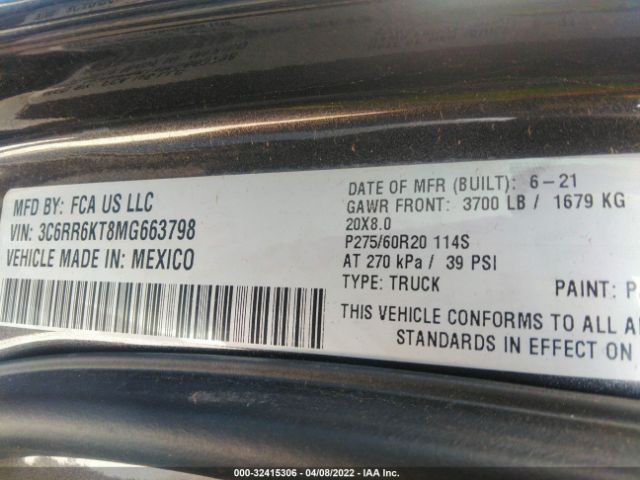 MFD BY: FCA US LLC
VIN: 3C6RR6KT8MG663798
VEHICLE MADE IN: MEXICO
DATE OF MFR (BUILT): 6-21
GAWR FRONT: 3700 LB / 1679 KG
20X8.0
P275/60R20 114S
AT 270 kPa / 39 PSI
TYPE: TRUCK PAINT: P
THIS VEHICLE CONFORMS TO ALL A
STANDARDS IN EFFECT ON
000-32415306 - 04/08/2022 - IAA Inc.